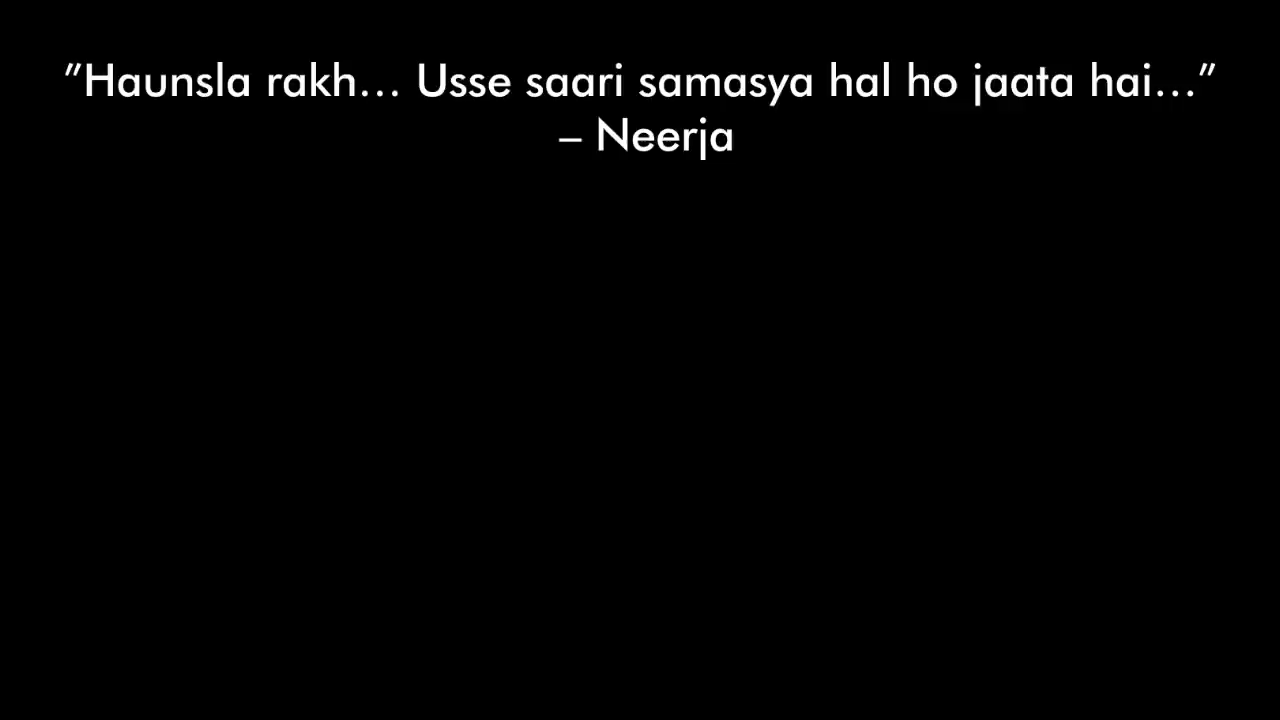 "Haunsla rakh... Usse saari samasya hal ho jaata hai..."
– Neerja